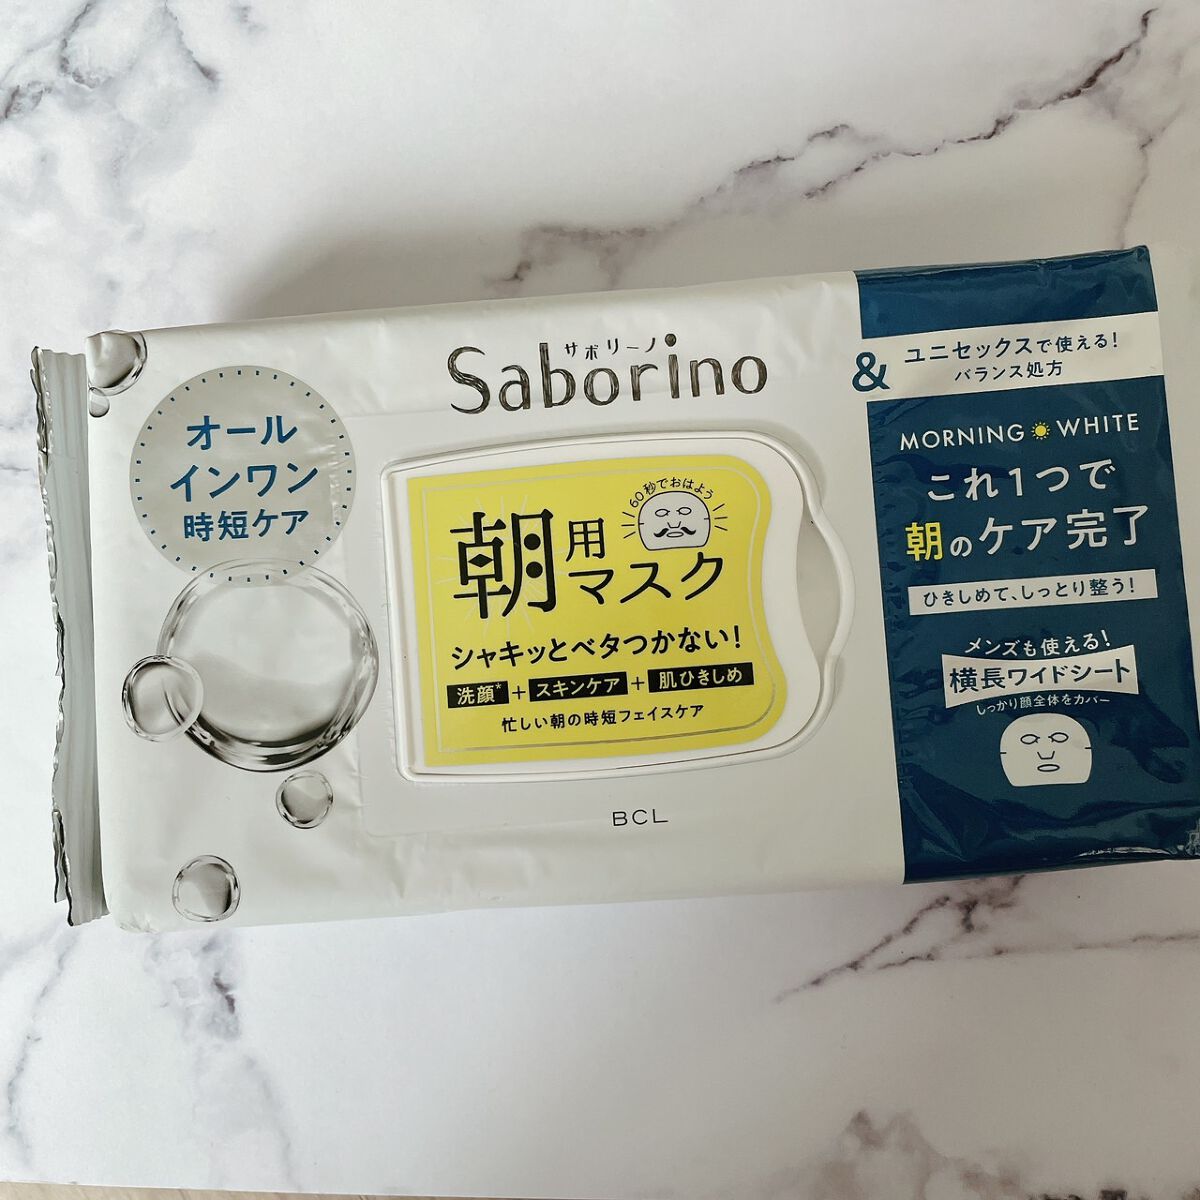 オール
インワン
時短ケア
サボリーノ
Saborino
60秒でおはよう
朝用
マスク
シャキッとベタつかない!
洗顔*+スキンケア+肌ひきしめ
忙しい朝の時短フェイスケア
BCL
&
ユニセックスで使える!
バランス処方
MORNING WHITE
これ1つで
朝のケア完了
ひきしめて、しっとり整う!
メンズも使える!
横長ワイドシート
しっかり顔全体をカバー